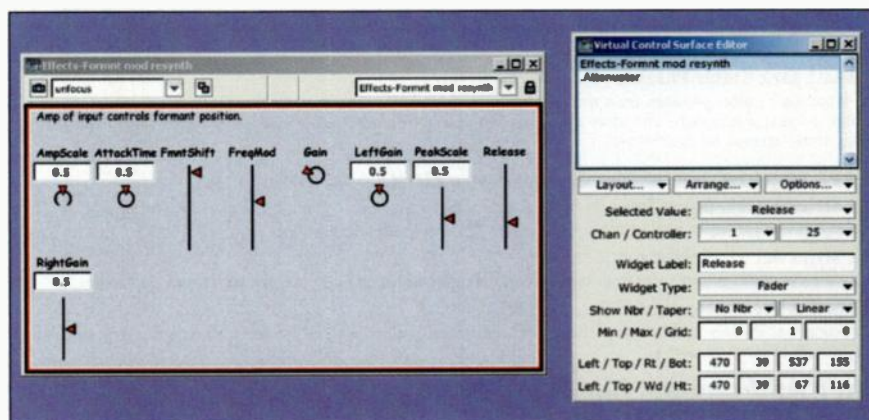 Effects-Formnt mod resynth
unfocus
Effects-Formnt mod resynth
Amp of input controls formant position.
AmpScale AttackTime FmntShift FreqMod Gain LeftGain PeakScale Release
0.5 0.5 0.5 0.5
RightGain
0.5
Virtual Control Surface Editor
Effects-Formnt mod resynth
.Attenuator
Layout... Arrange... Options...
Selected Value: Release
Chan / Controller: 1 25
Widget Label: Release
Widget Type: Fader
Show Nbr / Taper: No Nbr Linear
Min / Max / Grid: 0 1 0
Left / Top / Rt / Bot: 470 39 537 155
Left / Top / Wd / Ht: 470 39 67 116